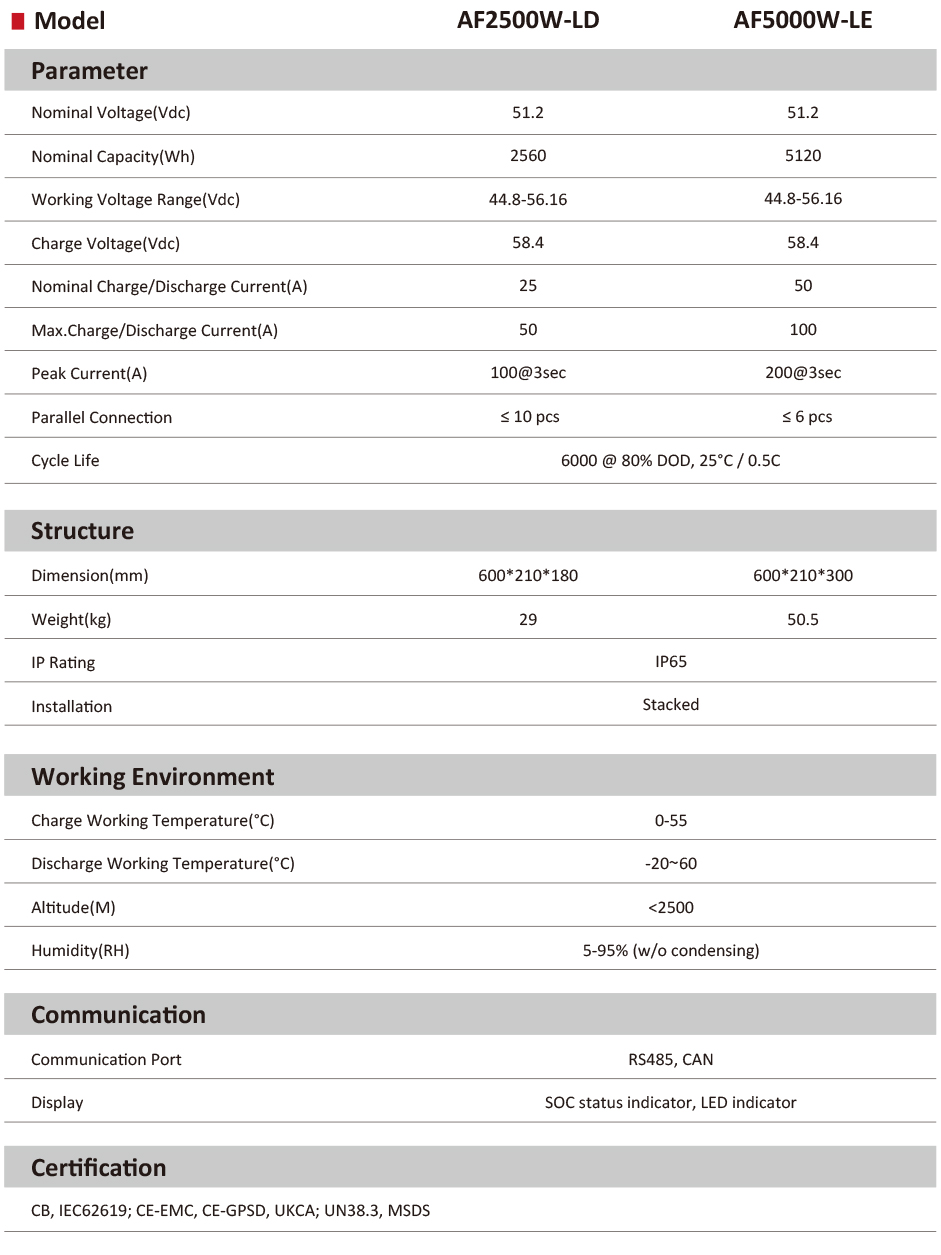 Model AF2500W-LD AF5000W-LE
Parameter
Nominal Voltage(Vdc) 51.2 51.2
Nominal Capacity(Wh) 2560 5120
Working Voltage Range(Vdc) 44.8-56.16 44.8-56.16
Charge Voltage(Vdc) 58.4 58.4
Nominal Charge/Discharge Current(A) 25 50
Max.Charge/Discharge Current(A) 50 100
Peak Current(A) 100@3sec 200@3sec
Parallel Connection ≤ 10 pcs ≤ 6 pcs
Cycle Life 6000 @ 80% DOD, 25°C / 0.5C
Structure
Dimension(mm) 600*210*180 600*210*300
Weight(kg) 29 50.5
IP Rating IP65
Installation Stacked
Working Environment
Charge Working Temperature(°C) 0-55
Discharge Working Temperature(°C) -20~60
Altitude(M) <2500
Humidity(RH) 5-95% (w/o condensing)
Communication
Communication Port RS485, CAN
Display SOC status indicator, LED indicator
Certification
CB, IEC62619; CE-EMC, CE-GPSD, UKCA; UN38.3, MSDS